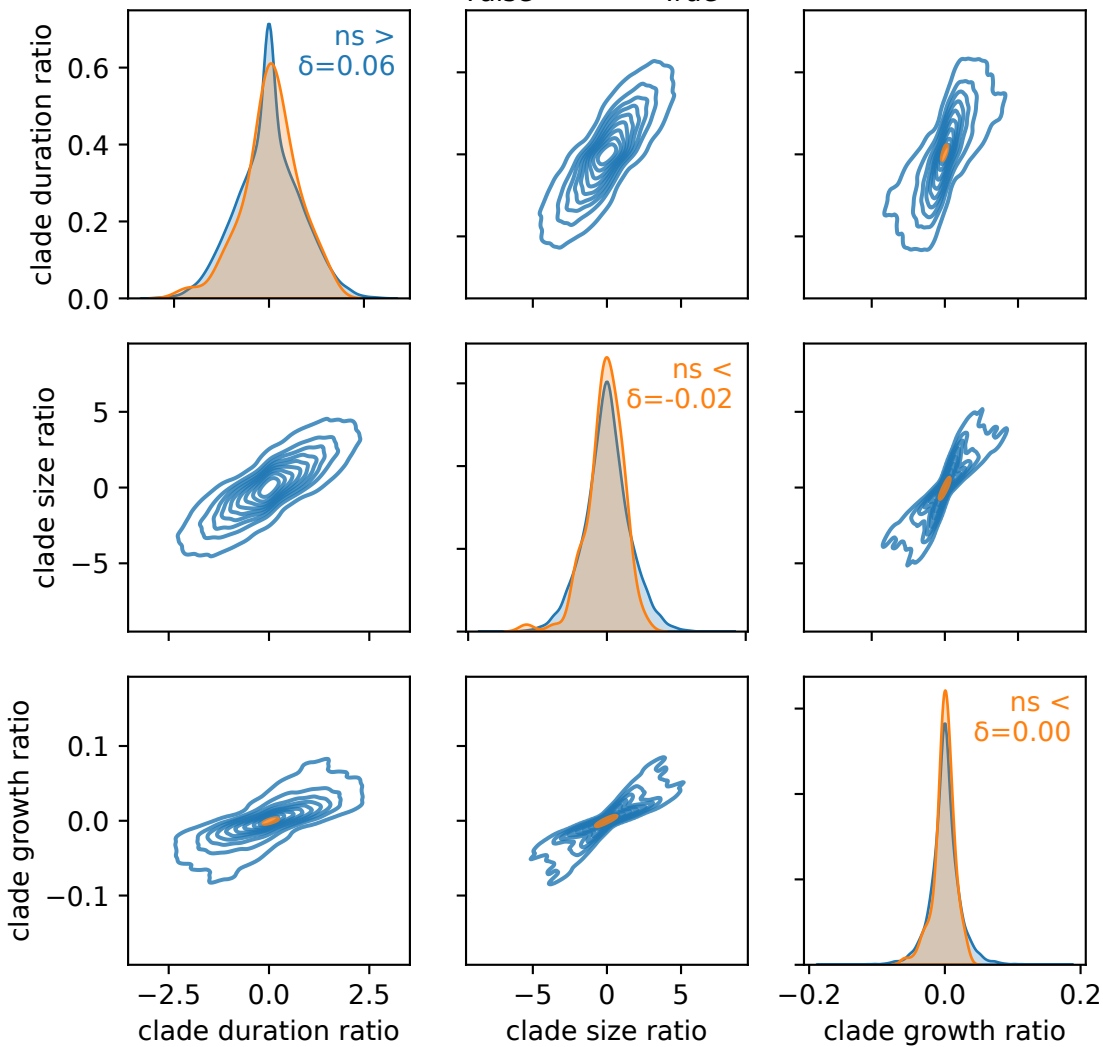 clade duration ratio
0.6
0.4
0.2
0.0
ns >
δ=0.06
clade size ratio
5
0
−5
ns <
δ=-0.02
clade growth ratio
0.1
0.0
−0.1
ns <
δ=0.00
−2.5 0.0 2.5
−5 0 5
−0.2 0.0 0.2
clade duration ratio
clade size ratio
clade growth ratio